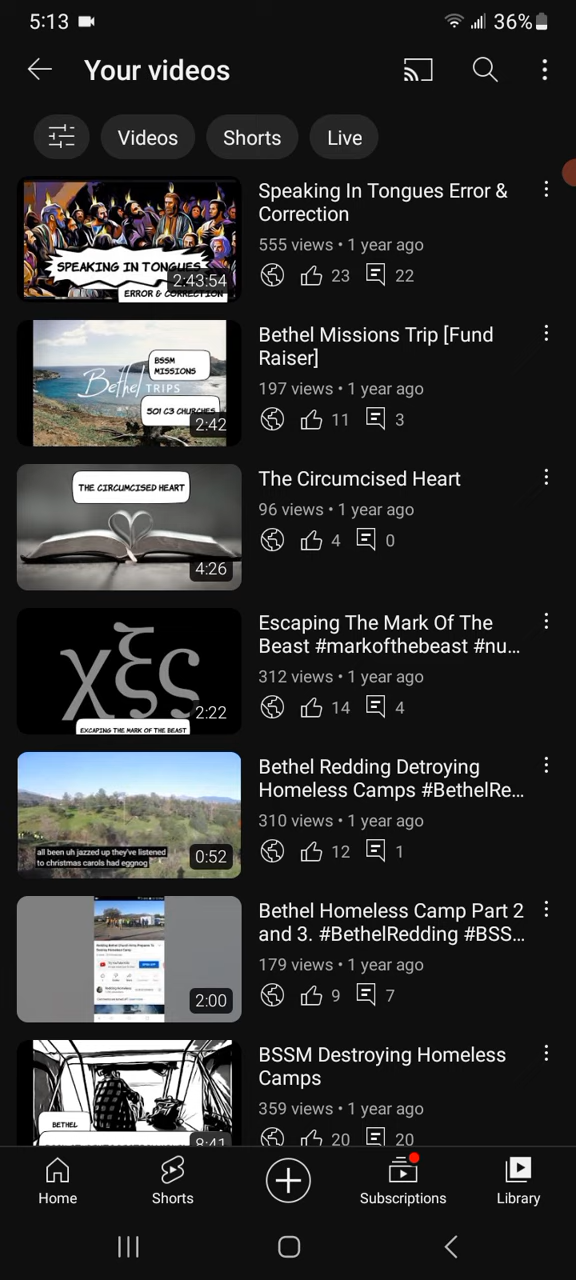 5:13
36%
Your videos
Videos
Shorts
Live
SPEAKING IN TONGUES
2:43:54
ERROR & CORRECTION
Speaking In Tongues Error &
Correction
555 views • 1 year ago
23
22
BSSM
MISSIONS
Bethel TRIPS
501 C3 CHURCHES
2:42
Bethel Missions Trip [Fund
Raiser]
197 views • 1 year ago
11
3
THE CIRCUMCISED HEART
4:26
The Circumcised Heart
96 views • 1 year ago
4
0
χξς
2:22
ESCAPING THE MARK OF THE BEAST
Escaping The Mark Of The
Beast #markofthebeast #nu...
312 views • 1 year ago
14
4
all been uh jazzed up they've listened
to christmas carols had eggnog
0:52
Bethel Redding Detroying
Homeless Camps #BethelRe...
310 views • 1 year ago
12
1
2:00
Bethel Homeless Camp Part 2
and 3. #BethelRedding #BSS...
179 views • 1 year ago
9
7
BETHEL
8:41
BSSM Destroying Homeless
Camps
359 views • 1 year ago
20
20
Home
Shorts
Subscriptions
Library